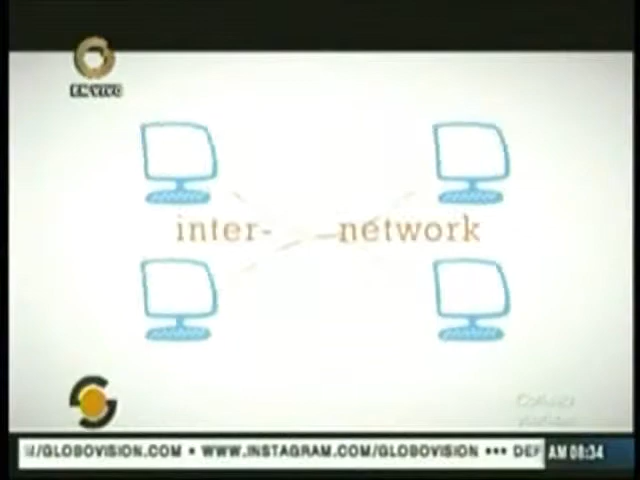 EN VIVO
inter- network
/GLOBOVISION.COM • WWW.INSTAGRAM.COM/GLOBOVISION ••• DEF AM 08:34